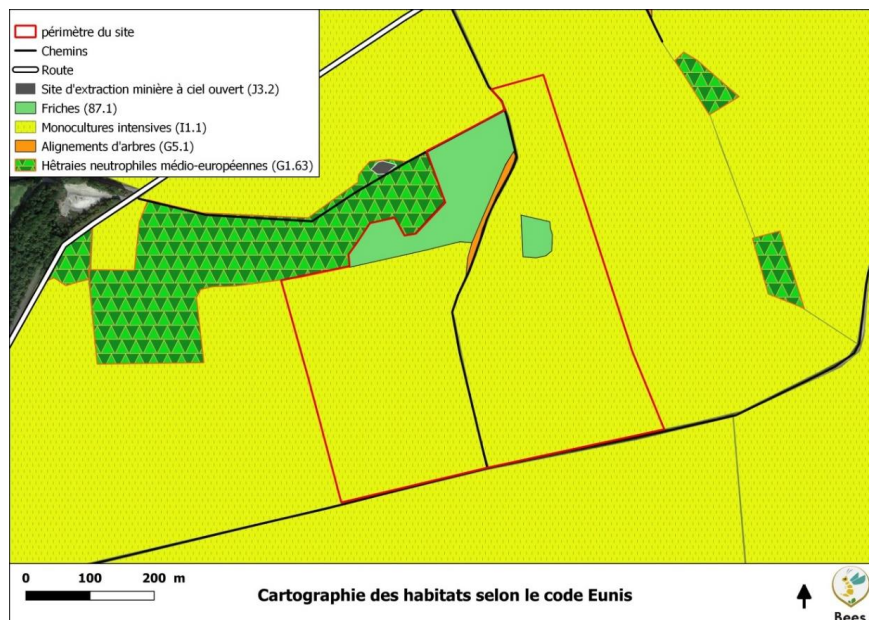 périmètre du site
Chemins
Route
Site d'extraction minière à ciel ouvert (J3.2)
Friches (87.1)
Monocultures intensives (I1.1)
Alignements d'arbres (G5.1)
Hêtraies neutrophiles médio-européennes (G1.63)
0 100 200 m
Cartographie des habitats selon le code Eunis
Bees